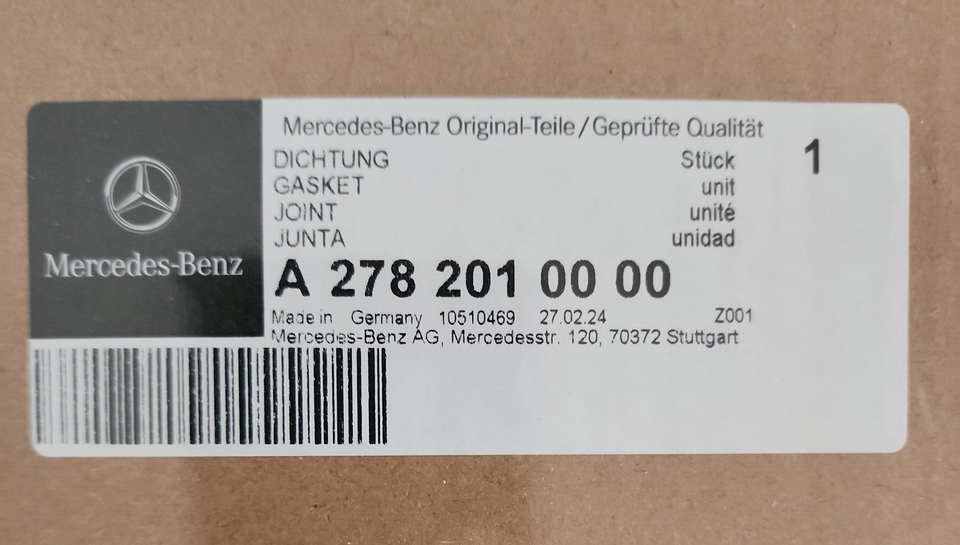 Mercedes-Benz Original-Teile/Geprüfte Qualität
DICHTUNG Stück 1
GASKET unit
JOINT unité
JUNTA unidad
Mercedes-Benz
A 278 201 00 00
Made in Germany 10510469 27.02.24 Z001
Mercedes-Benz AG, Mercedesstr. 120, 70372 Stuttgart